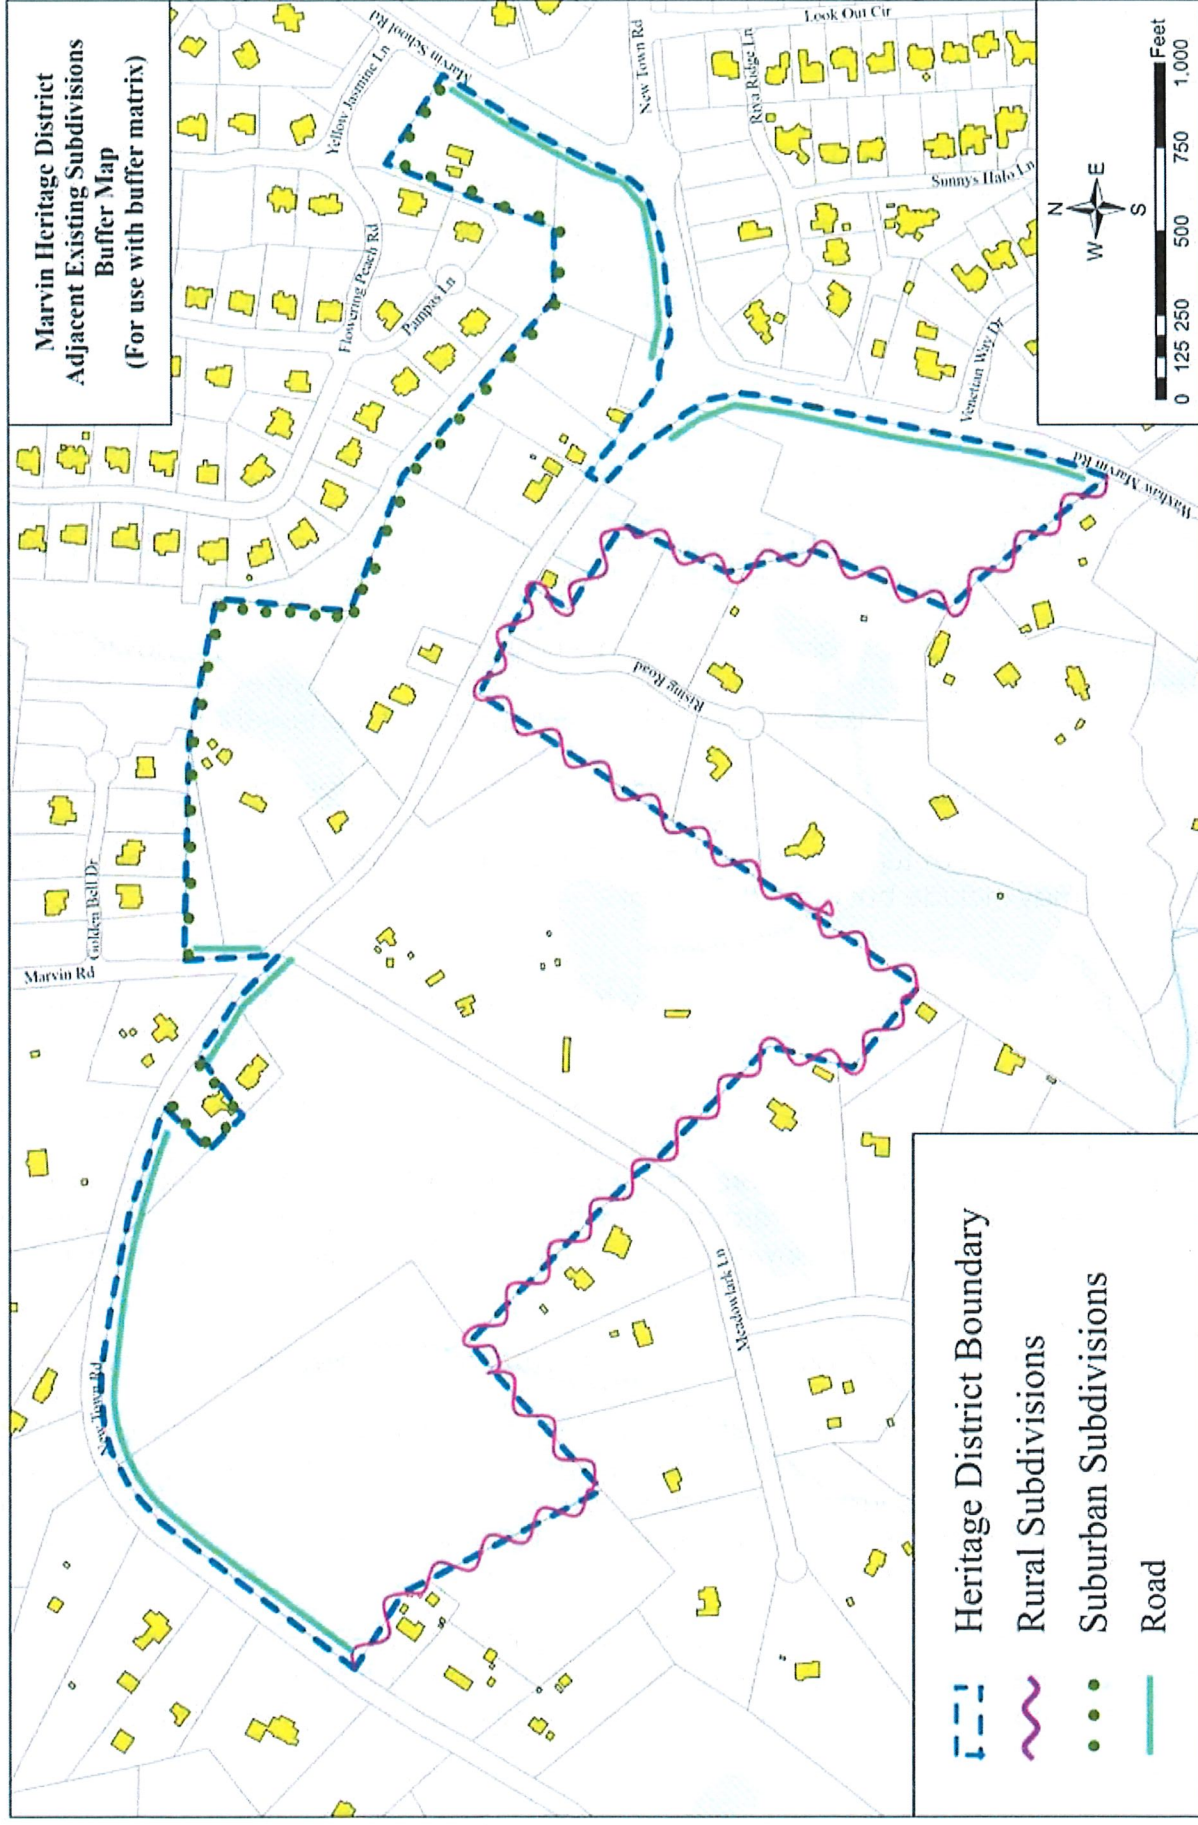 Marvin Heritage District
Adjacent Existing Subdivisions
Buffer Map
(For use with buffer matrix)
Look Out Cir
Marvin School Rd
New Town Rd
Raya Ridge Ln
Yellow Jasmine Ln
Sunnys Halo Ln
Flowering Peach Rd
Pampas Ln
Venetian Way Dr
Waxhaw Marvin Rd
Rising Road
Golden Bell Dr
Marvin Rd
New Town Rd
Meadowlark Ln
N
W
E
S
0 125 250 500 750 1,000
Feet
Heritage District Boundary
Rural Subdivisions
Suburban Subdivisions
Road